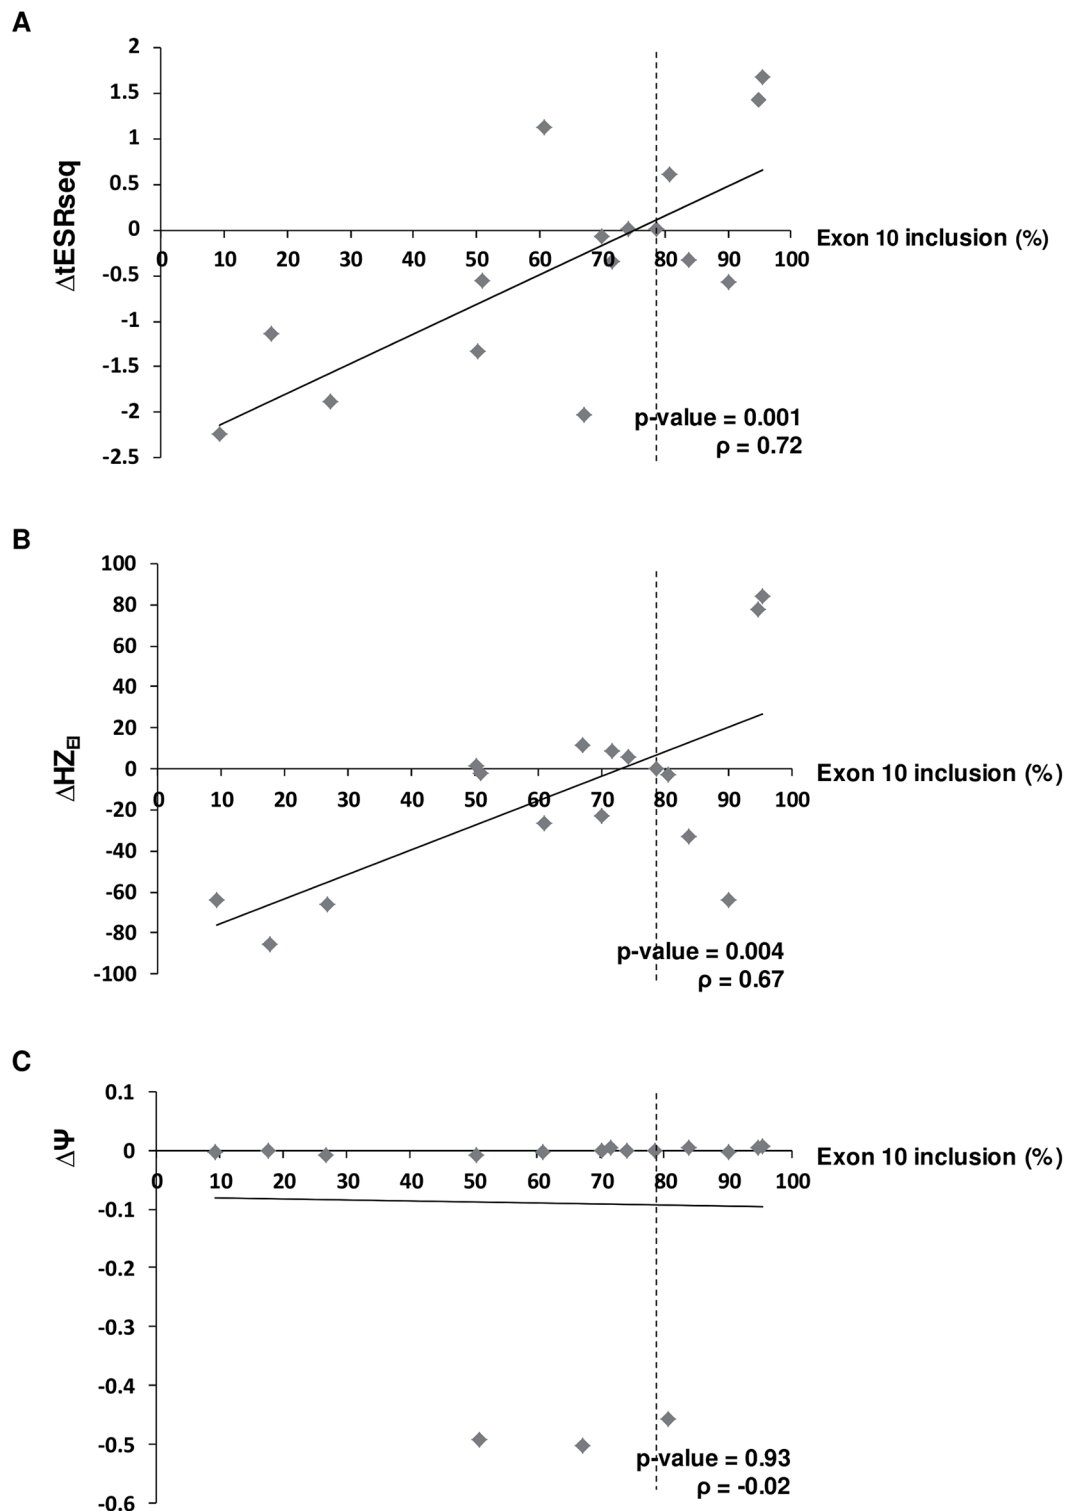 A
2
1.5
1
0.5
0
-0.5
-1
-1.5
-2
-2.5
ΔtESRseq
0 10 20 30 40 50 60 70 80 90 100
Exon 10 inclusion (%)
p-value = 0.001
ρ = 0.72
B
100
80
60
40
20
0
-20
-40
-60
-80
-100
ΔHZEI
0 10 20 30 40 50 60 70 80 90 100
Exon 10 inclusion (%)
p-value = 0.004
ρ = 0.67
C
0.1
0
-0.1
-0.2
-0.3
-0.4
-0.5
-0.6
ΔΨ
0 10 20 30 40 50 60 70 80 90 100
Exon 10 inclusion (%)
p-value = 0.93
ρ = -0.02